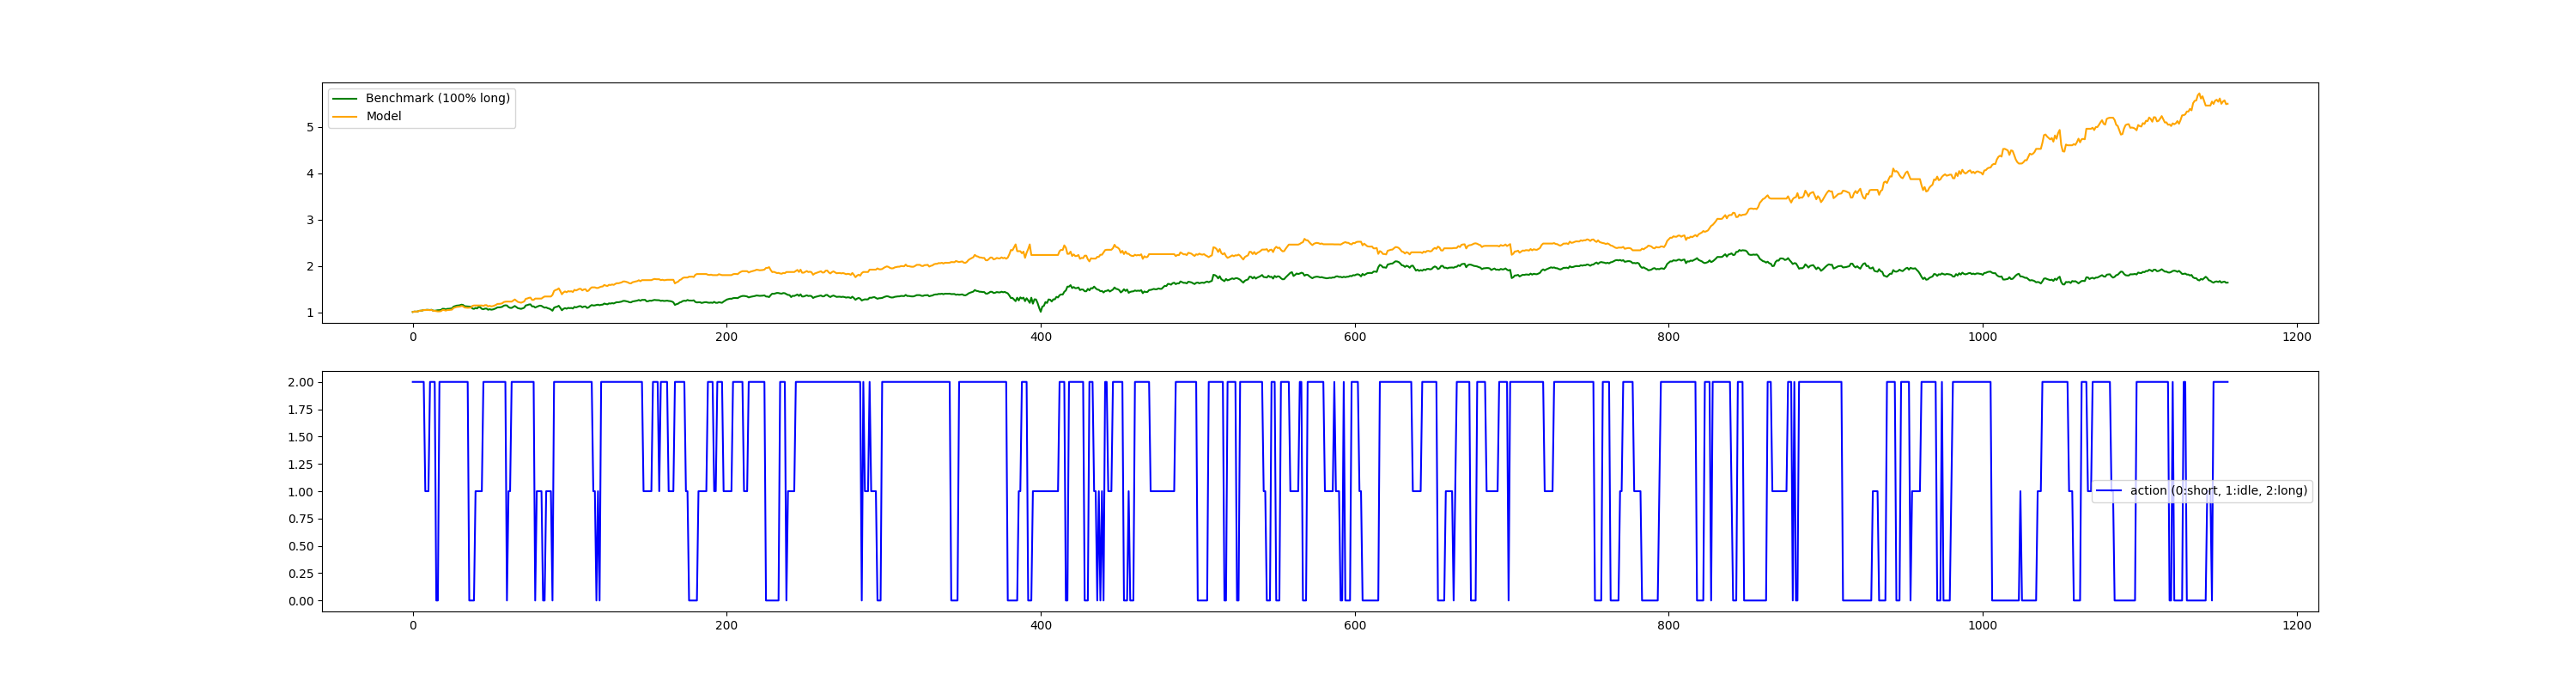 Benchmark (100% long)
Model
5
4
3
2
1
0 200 400 600 800 1000 1200
2.00
1.75
1.50
1.25
1.00
0.75
0.50
0.25
0.00
action (0:short, 1:idle, 2:long)
0 200 400 600 800 1000 1200